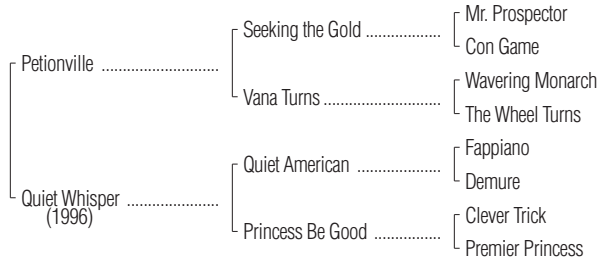 Mr. Prospector
Seeking the Gold ..................
Con Game
Petionville ............................
Wavering Monarch
Vana Turns ............................
The Wheel Turns
Fappiano
Quiet American ....................
Demure
Quiet Whisper ......................
(1996)
Clever Trick
Princess Be Good ................
Premier Princess